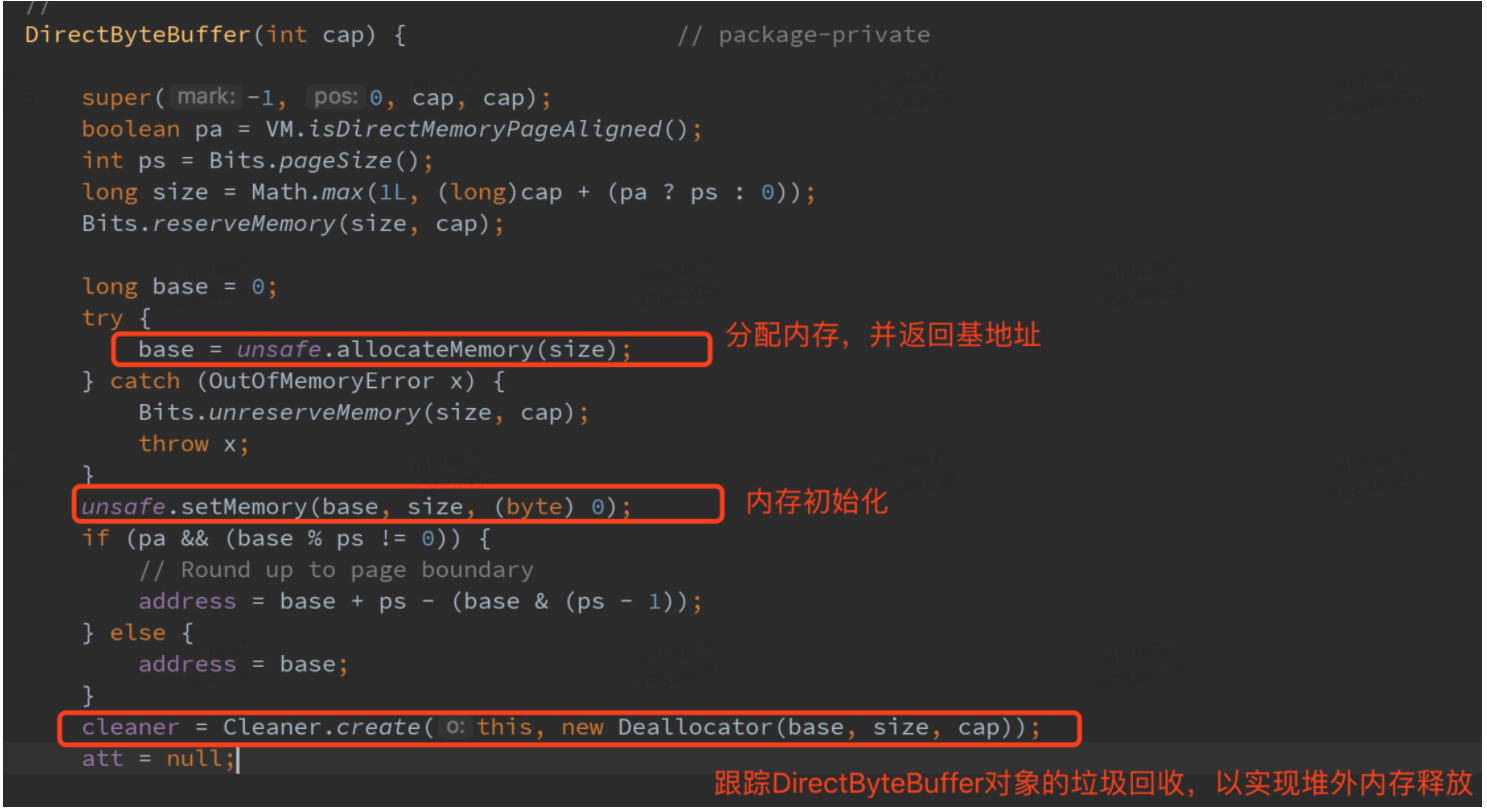 //
DirectByteBuffer(int cap) { // package-private
super( mark: -1, pos: 0, cap, cap);
boolean pa = VM.isDirectMemoryPageAligned();
int ps = Bits.pageSize();
long size = Math.max(1L, (long)cap + (pa ? ps : 0));
Bits.reserveMemory(size, cap);
long base = 0;
try {
base = unsafe.allocateMemory(size); 分配内存，并返回基地址
} catch (OutOfMemoryError x) {
Bits.unreserveMemory(size, cap);
throw x;
}
unsafe.setMemory(base, size, (byte) 0); 内存初始化
if (pa && (base % ps != 0)) {
// Round up to page boundary
address = base + ps - (base & (ps - 1));
} else {
address = base;
}
cleaner = Cleaner.create( o: this, new Deallocator(base, size, cap));
att = null;
跟踪DirectByteBuffer对象的垃圾回收，以实现堆外内存释放